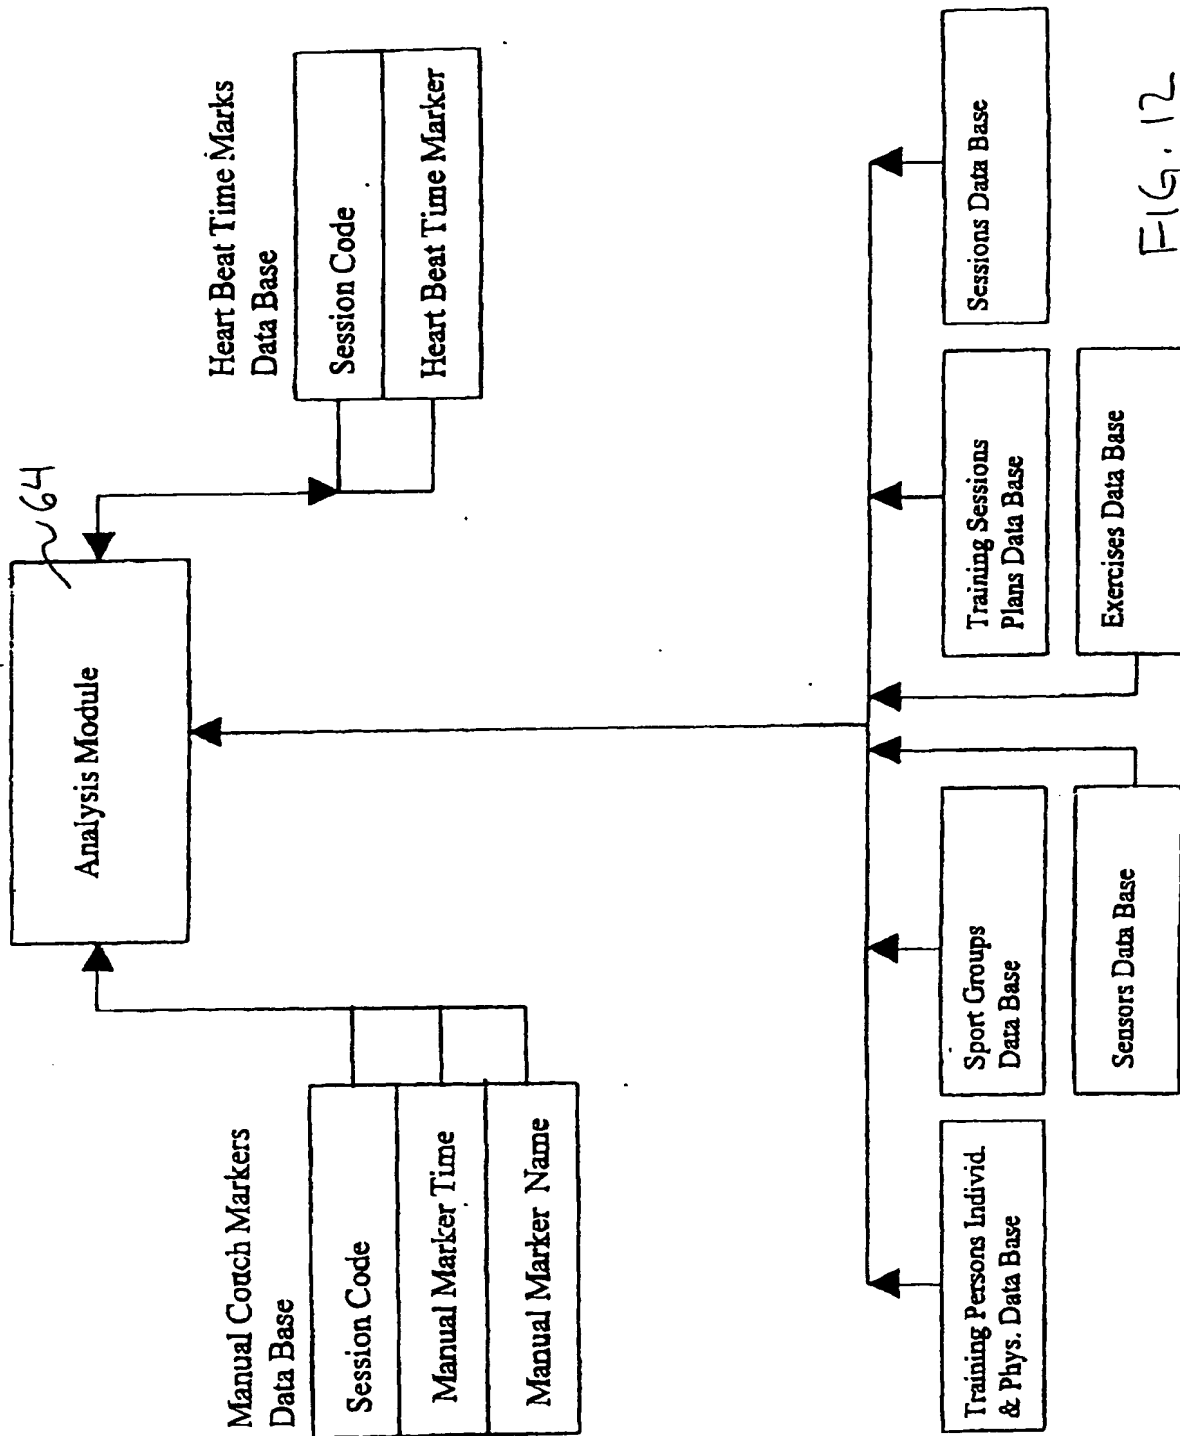 Manual Couch Markers
Data Base
Session Code
Manual Marker Time
Manual Marker Name
Analysis Module
64
Heart Beat Time Marks
Data Base
Session Code
Heart Beat Time Marker
Training Persons Individ.
& Phys. Data Base
Sport Groups
Data Base
Sensors Data Base
Training Sessions
Plans Data Base
Exercises Data Base
Sessions Data Base
FIG. 12